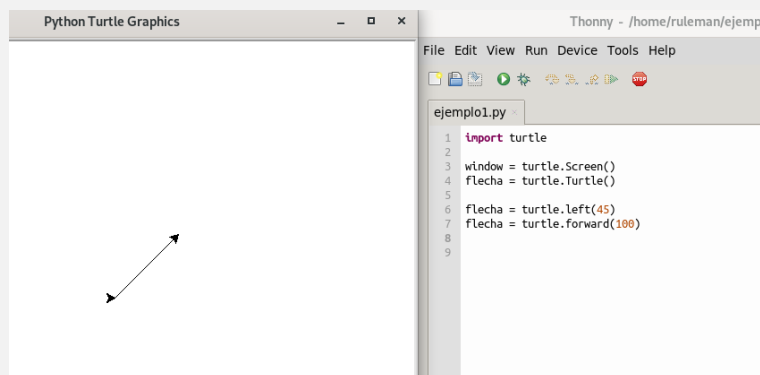 Python Turtle Graphics
Thonny - /home/ruleman/ejemp
File Edit View Run Device Tools Help
STOP
ejemplo1.py
1 import turtle
2
3 window = turtle.Screen()
4 flecha = turtle.Turtle()
5
6 flecha = turtle.left(45)
7 flecha = turtle.forward(100)
8
9